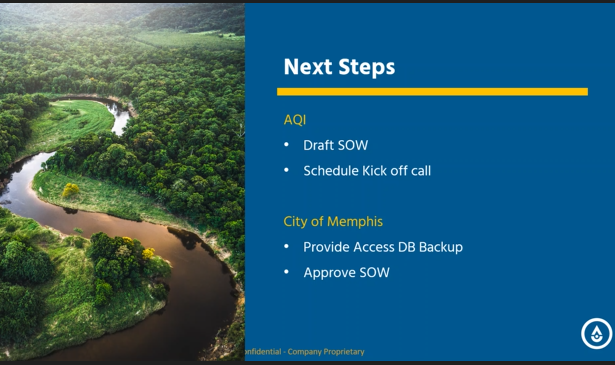 Next Steps
AQI
• Draft SOW
• Schedule Kick off call
City of Memphis
• Provide Access DB Backup
• Approve SOW
nfidential - Company Proprietary